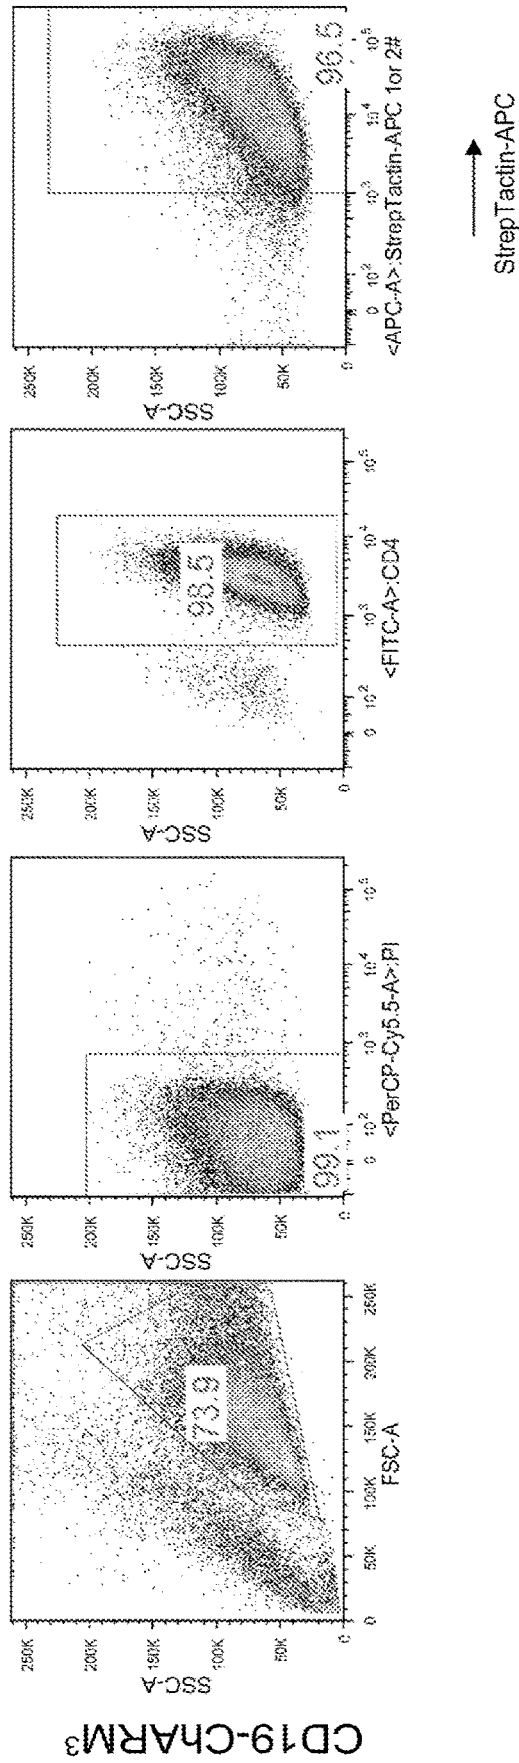 CD19-ChARM³
250K
200K
150K
100K
50K
0
SSC-A
73.9
0 50K 100K 150K 200K 250K
FSC-A
250K
200K
150K
100K
50K
0
SSC-A
99.1
0 10² 10³ 10⁴ 10⁵
<PerCP-Cy5.5-A>:PI
250K
200K
150K
100K
50K
0
SSC-A
98.5
0 10² 10³ 10⁴ 10⁵
<FITC-A>:CD4
250K
200K
150K
100K
50K
0
SSC-A
96.5
0 10² 10³ 10⁴ 10⁵
<APC-A>:StrepTactin-APC 1or 2#
StrepTactin-APC